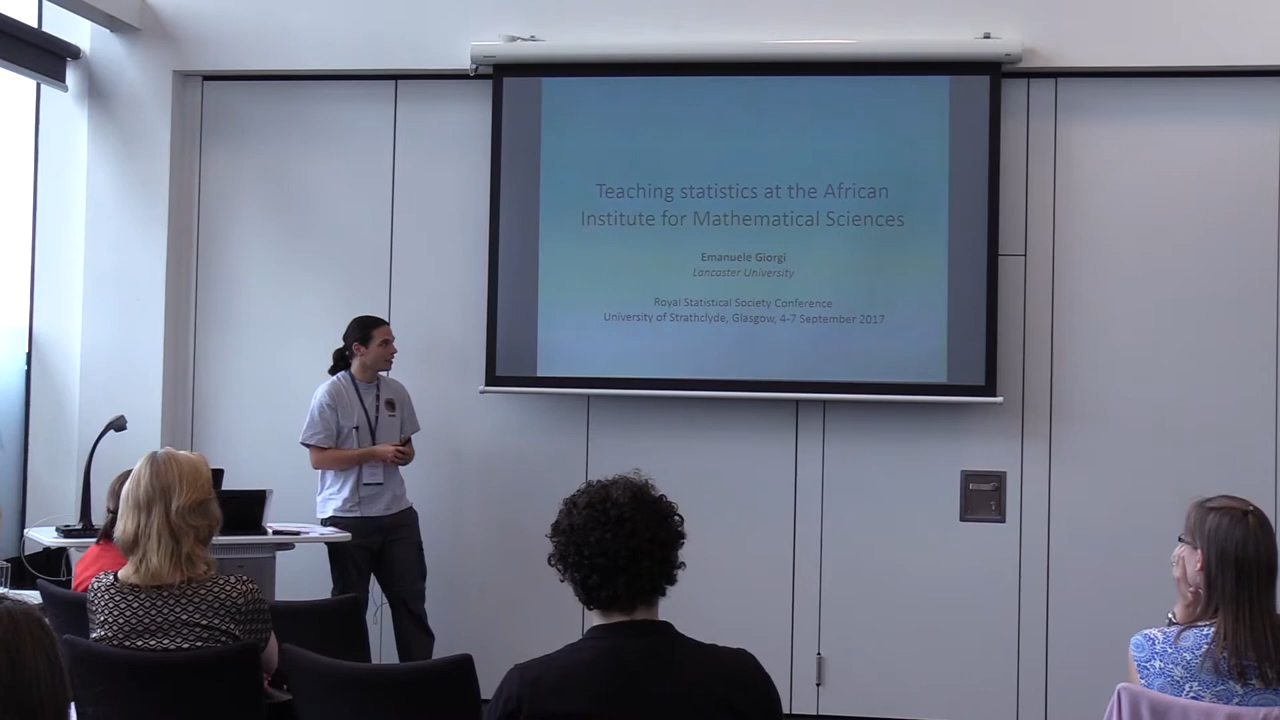 Teaching statistics at the African
Institute for Mathematical Sciences
Emanuele Giorgi
Lancaster University
Royal Statistical Society Conference
University of Strathclyde, Glasgow, 4-7 September 2017